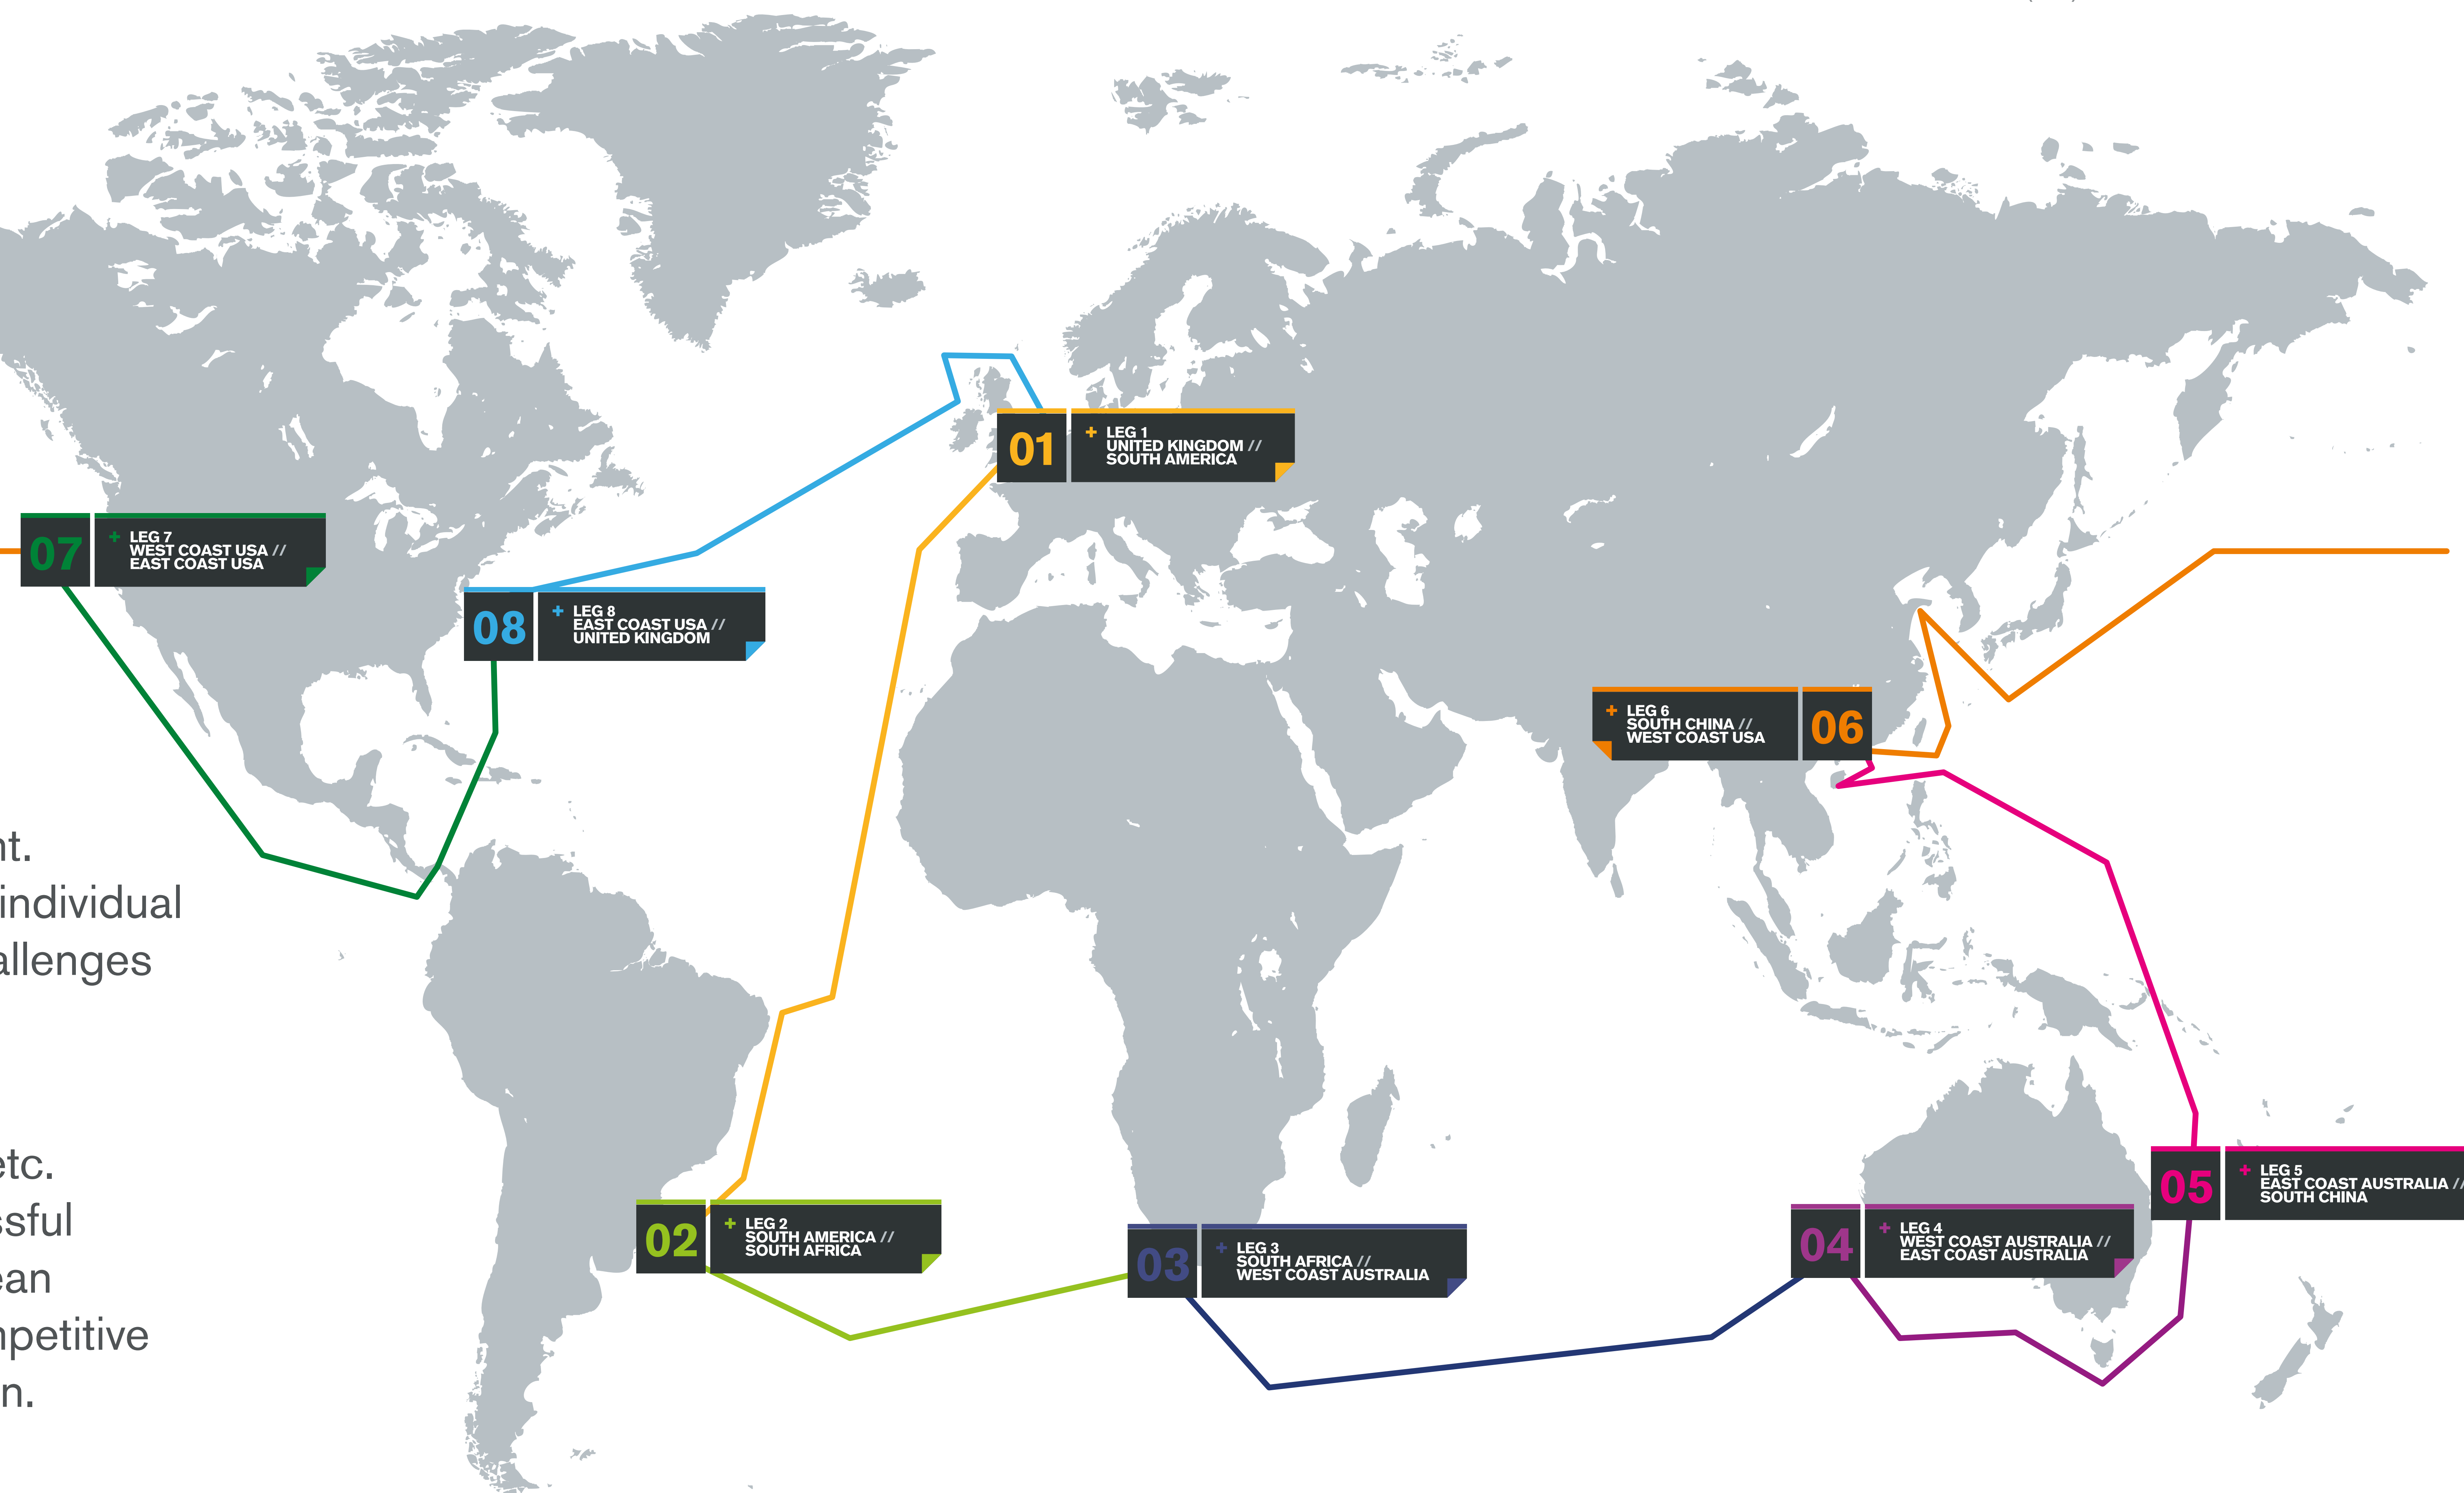 01
+ LEG 1
UNITED KINGDOM //
SOUTH AMERICA
07
+ LEG 7
WEST COAST USA //
EAST COAST USA
08
+ LEG 8
EAST COAST USA //
UNITED KINGDOM
+ LEG 6
SOUTH CHINA //
WEST COAST USA
06
individual
05
+ LEG 5
EAST COAST AUSTRALIA //
SOUTH CHINA
02
+ LEG 2
SOUTH AMERICA //
SOUTH AFRICA
03
+ LEG 3
SOUTH AFRICA //
WEST COAST AUSTRALIA
04
+ LEG 4
WEST COAST AUSTRALIA //
EAST COAST AUSTRALIA
nt.
allenges
etc.
ssful
ean
npetitive
n.